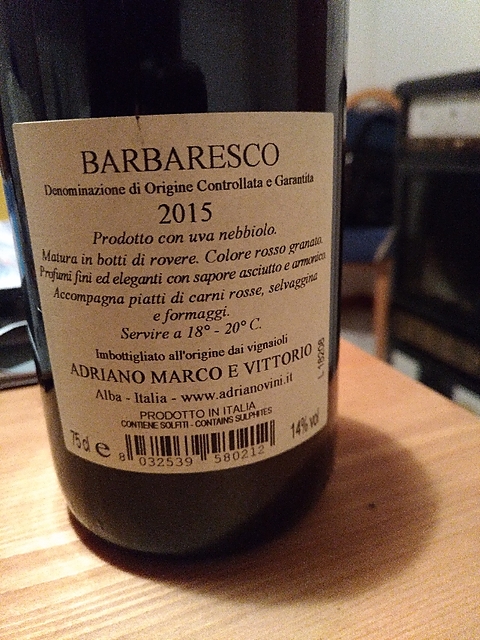 BARBARESCO
Denominazione di Origine Controllata e Garantita
2015
Prodotto con uva nebbiolo.
Matura in botti di rovere. Colore rosso granato.
Profumi fini ed eleganti con sapore asciutto e armonico.
Accompagna piatti di carni rosse, selvaggina
e formaggi.
Servire a 18° - 20° C.
Imbottigliato all'origine dai vignaioli
ADRIANO MARCO E VITTORIO
Alba - Italia - www.adrianovini.it
PRODOTTO IN ITALIA
CONTIENE SOLFITI - CONTAINS SULPHITES
75 cl e
14% vol
8 032539 580212
L.18206